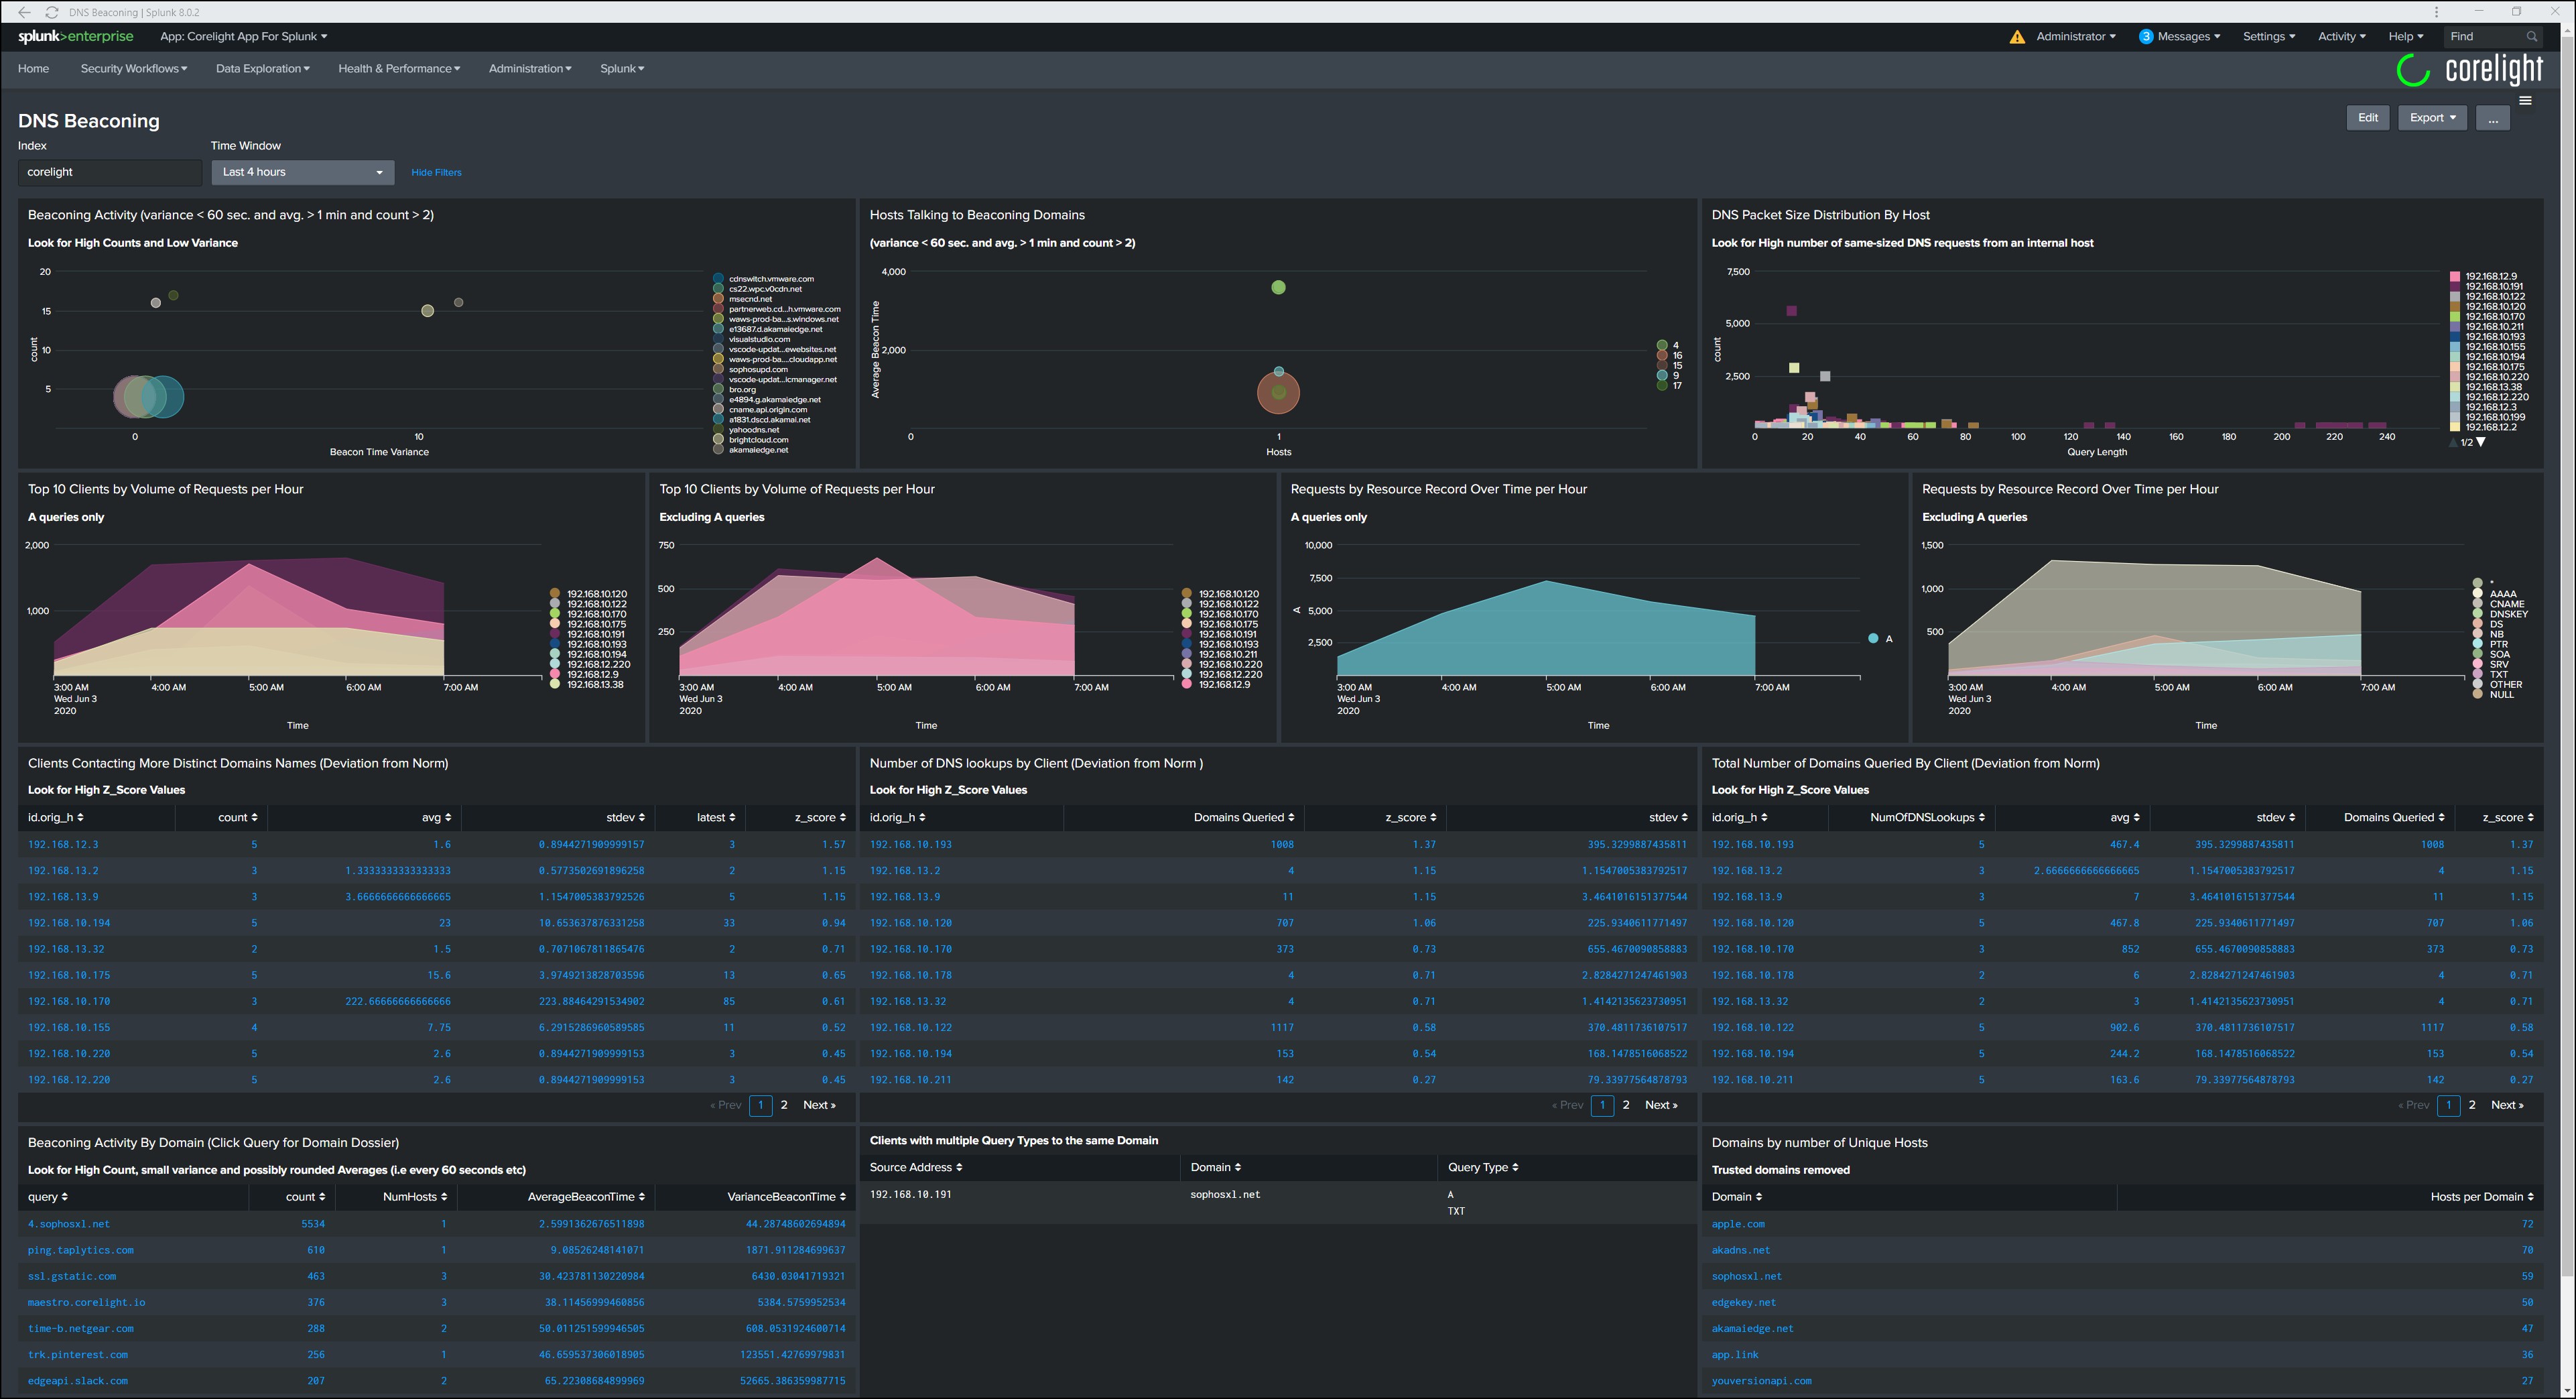 DNS Beaconing | Splunk 8.0.2
splunk>enterprise App: Corelight App For Splunk Administrator 3 Messages Settings Activity Help Find
Home Security Workflows Data Exploration Health & Performance Administration Splunk corelight
DNS Beaconing Edit Export ...
Index Time Window
corelight Last 4 hours Hide Filters
Beaconing Activity (variance < 60 sec. and avg. > 1 min and count > 2)
Look for High Counts and Low Variance
20
15
10
5
count
0 10
Beacon Time Variance
cdnswitch.vmware.com
cs22.wpc.v0cdn.net
msecnd.net
partnerweb.cd...h.vmware.com
waws-prod-ba...s.windows.net
e13687.d.akamaiedge.net
visualstudio.com
vscode-updat...ewebsites.net
waws-prod-ba....cloudapp.net
sophosupd.com
vscode-updat...icmanager.net
bro.org
e4894.g.akamaiedge.net
cname.api.origin.com
a1831.dscd.akamai.net
yahoodns.net
brightcloud.com
akamaiedge.net
Hosts Talking to Beaconing Domains
(variance < 60 sec. and avg. > 1 min and count > 2)
4,000
2,000
Average Beacon Time
0 1
Hosts
4
16
15
9
17
DNS Packet Size Distribution By Host
Look for High number of same-sized DNS requests from an internal host
7,500
5,000
2,500
count
0 20 40 60 80 100 120 140 160 180 200 220 240
Query Length
192.168.12.9
192.168.10.191
192.168.10.122
192.168.10.120
192.168.10.170
192.168.10.211
192.168.10.193
192.168.10.155
192.168.10.194
192.168.10.175
192.168.10.220
192.168.13.38
192.168.12.220
192.168.12.3
192.168.10.199
192.168.12.2
1/2
Top 10 Clients by Volume of Requests per Hour
A queries only
2,000
1,000
3:00 AM 4:00 AM 5:00 AM 6:00 AM 7:00 AM
Wed Jun 3
2020
Time
192.168.10.120
192.168.10.122
192.168.10.170
192.168.10.175
192.168.10.191
192.168.10.193
192.168.10.194
192.168.12.220
192.168.12.9
192.168.13.38
Top 10 Clients by Volume of Requests per Hour
Excluding A queries
750
500
250
3:00 AM 4:00 AM 5:00 AM 6:00 AM 7:00 AM
Wed Jun 3
2020
Time
192.168.10.120
192.168.10.122
192.168.10.170
192.168.10.175
192.168.10.191
192.168.10.193
192.168.10.211
192.168.10.220
192.168.12.220
192.168.12.9
Requests by Resource Record Over Time per Hour
A queries only
10,000
7,500
5,000
2,500
A
3:00 AM 4:00 AM 5:00 AM 6:00 AM 7:00 AM
Wed Jun 3
2020
Time
A
Requests by Resource Record Over Time per Hour
Excluding A queries
1,500
1,000
500
3:00 AM 4:00 AM 5:00 AM 6:00 AM 7:00 AM
Wed Jun 3
2020
Time
*
AAAA
CNAME
DNSKEY
DS
NB
PTR
SOA
SRV
TXT
OTHER
NULL
Clients Contacting More Distinct Domains Names (Deviation from Norm)
Look for High Z_Score Values
id.orig_h count avg stdev latest z_score
192.168.12.3 5 1.6 0.8944271909999157 3 1.57
192.168.13.2 3 1.3333333333333333 0.5773502691896258 2 1.15
192.168.13.9 3 3.6666666666666665 1.1547005383792526 5 1.15
192.168.10.194 5 23 10.653637876331258 33 0.94
192.168.13.32 2 1.5 0.7071067811865476 2 0.71
192.168.10.175 5 15.6 3.9749213828703596 13 0.65
192.168.10.170 3 222.66666666666666 223.88464291534902 85 0.61
192.168.10.155 4 7.75 6.2915286960589585 11 0.52
192.168.10.220 5 2.6 0.8944271909999153 3 0.45
192.168.12.220 5 2.6 0.8944271909999153 3 0.45
« Prev 1 2 Next »
Number of DNS lookups by Client (Deviation from Norm )
Look for High Z_Score Values
id.orig_h Domains Queried z_score stdev
192.168.10.193 1008 1.37 395.3299887435811
192.168.13.2 4 1.15 1.1547005383792517
192.168.13.9 11 1.15 3.4641016151377544
192.168.10.120 707 1.06 225.9340611771497
192.168.10.170 373 0.73 655.4670090858883
192.168.10.178 4 0.71 2.8284271247461903
192.168.13.32 4 0.71 1.4142135623730951
192.168.10.122 1117 0.58 370.4811736107517
192.168.10.194 153 0.54 168.1478516068522
192.168.10.211 142 0.27 79.33977564878793
« Prev 1 2 Next »
Total Number of Domains Queried By Client (Deviation from Norm)
Look for High Z_Score Values
id.orig_h NumOfDNSLookups avg stdev Domains Queried z_score
192.168.10.193 5 467.4 395.3299887435811 1008 1.37
192.168.13.2 3 2.6666666666666665 1.1547005383792517 4 1.15
192.168.13.9 3 7 3.4641016151377544 11 1.15
192.168.10.120 5 467.8 225.9340611771497 707 1.06
192.168.10.170 3 852 655.4670090858883 373 0.73
192.168.10.178 2 6 2.8284271247461903 4 0.71
192.168.13.32 2 3 1.4142135623730951 4 0.71
192.168.10.122 5 902.6 370.4811736107517 1117 0.58
192.168.10.194 5 244.2 168.1478516068522 153 0.54
192.168.10.211 5 163.6 79.33977564878793 142 0.27
« Prev 1 2 Next »
Beaconing Activity By Domain (Click Query for Domain Dossier)
Look for High Count, small variance and possibly rounded Averages (i.e every 60 seconds etc)
query count NumHosts AverageBeaconTime VarianceBeaconTime
4.sophosxl.net 5534 1 2.5991362676511898 44.28748602694894
ping.taplytics.com 610 1 9.08526248141071 1871.911284699637
ssl.gstatic.com 463 3 30.423781130220984 6430.03041719321
maestro.corelight.io 376 3 38.11456999460856 5384.5759952534
time-b.netgear.com 288 2 50.011251599946505 608.0531924600714
trk.pinterest.com 256 1 46.659537306018905 123551.42769979831
edgeapi.slack.com 207 2 65.22308684899969 52665.386359987715
Clients with multiple Query Types to the same Domain
Source Address Domain Query Type
192.168.10.191 sophosxl.net A
TXT
Domains by number of Unique Hosts
Trusted domains removed
Domain Hosts per Domain
apple.com 72
akadns.net 70
sophosxl.net 59
edgekey.net 50
akamaiedge.net 47
app.link 36
youversionapi.com 27